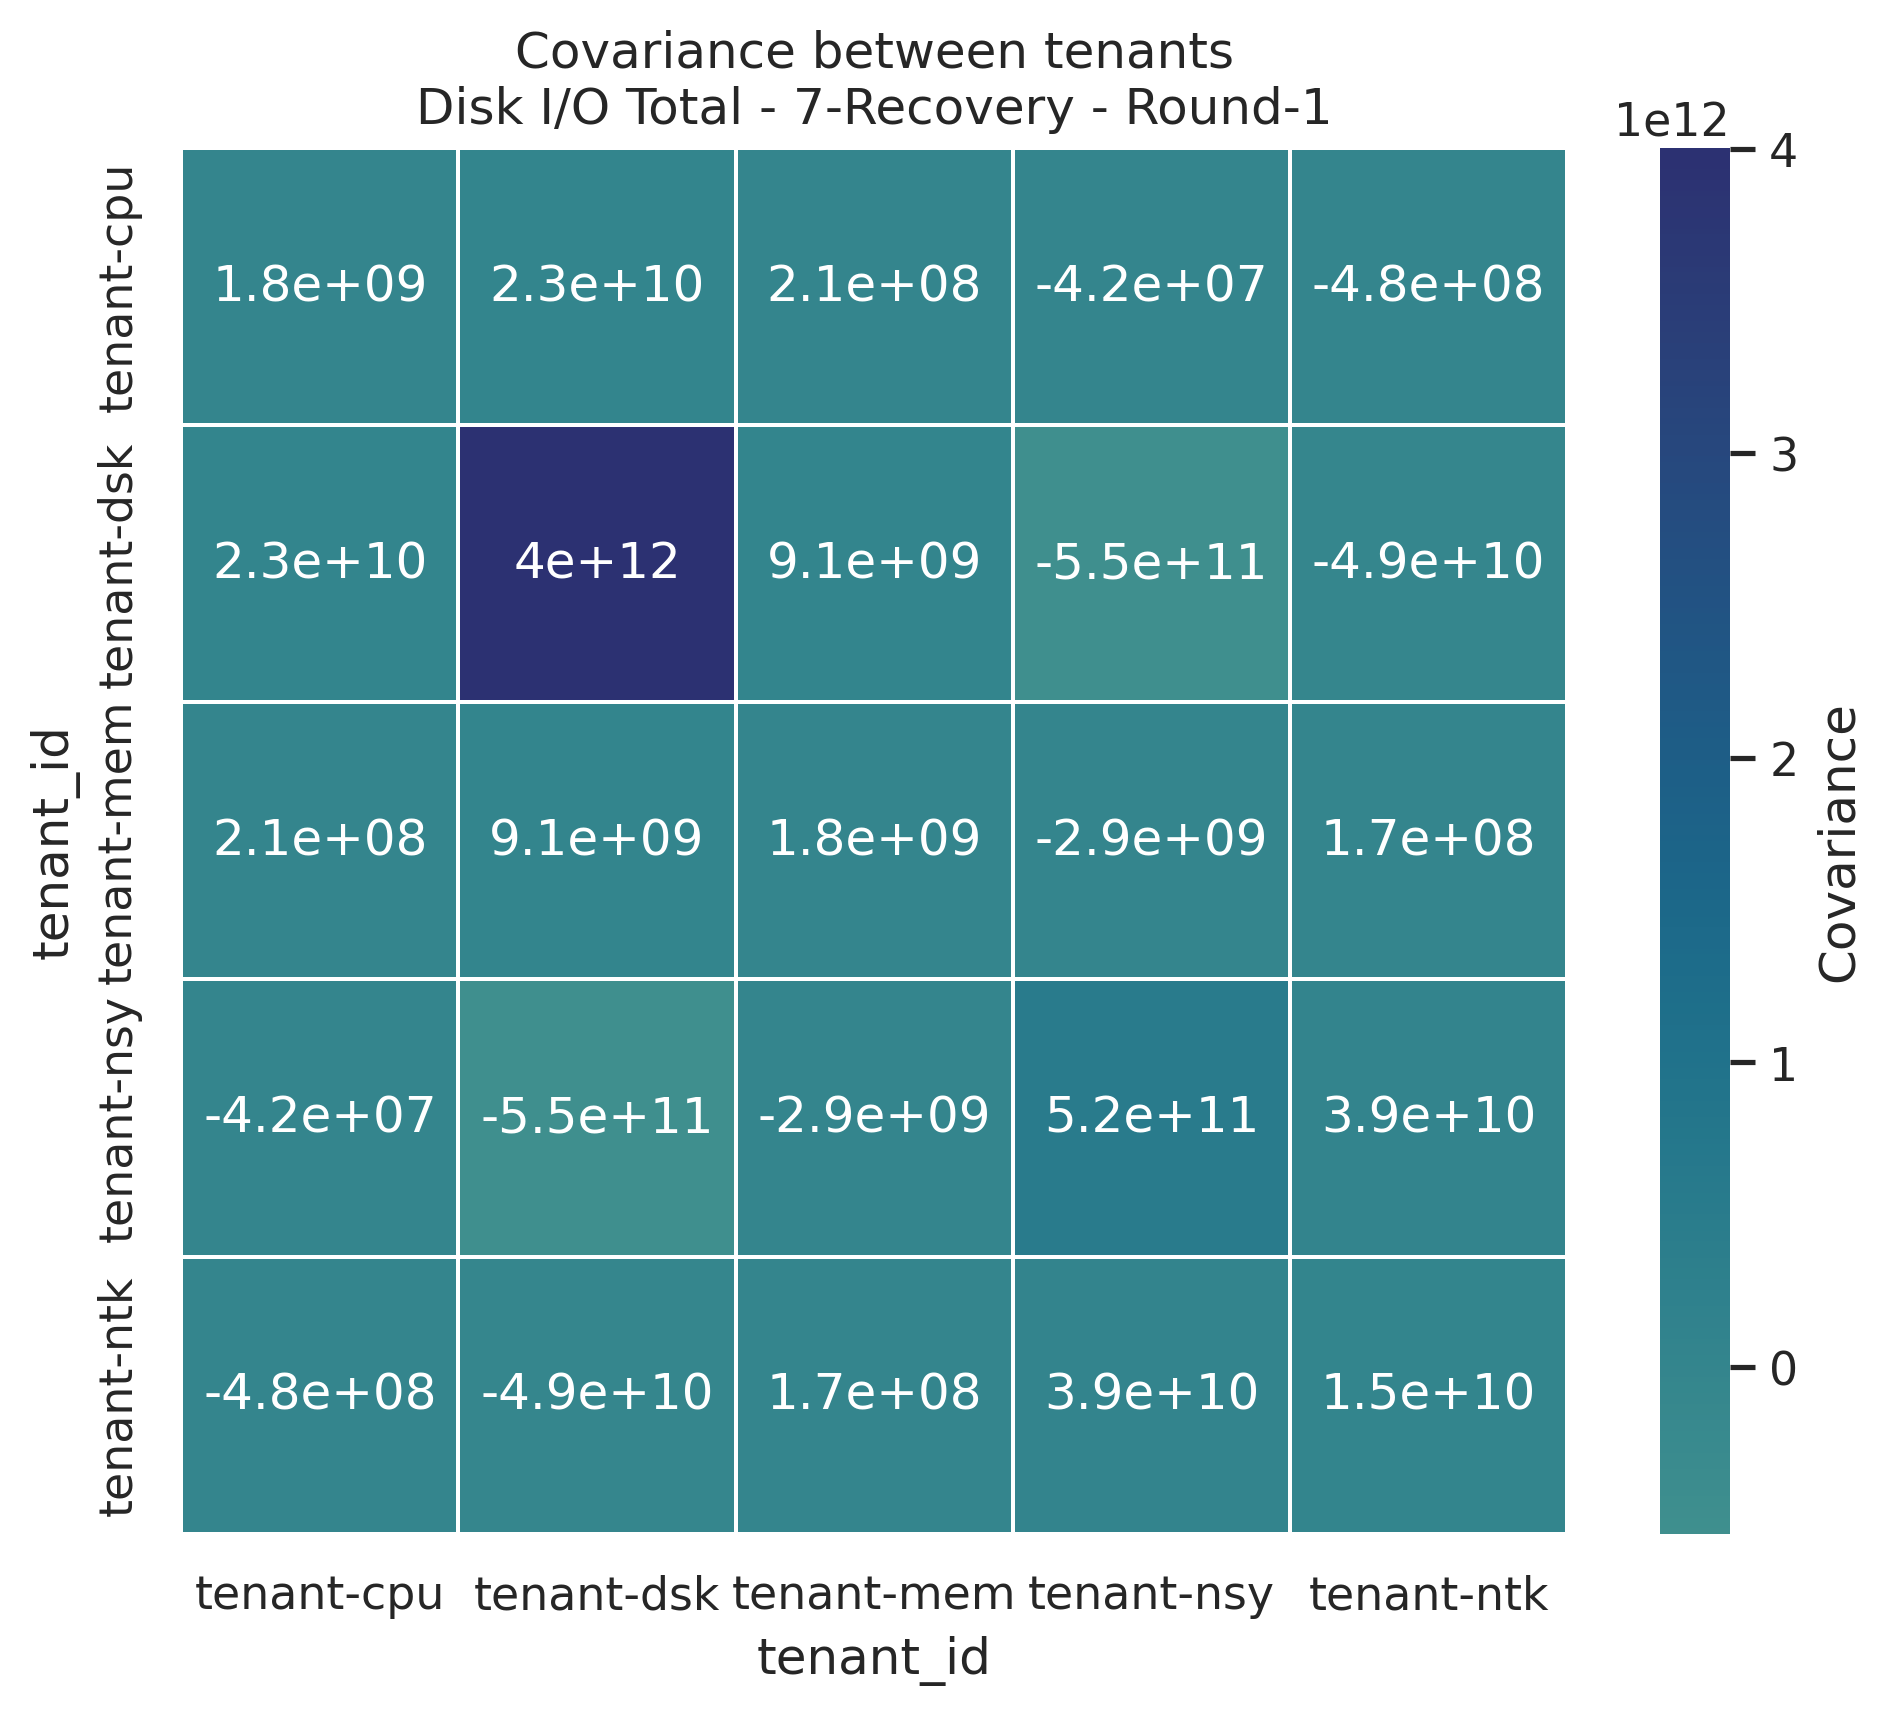 Covariance between tenants
Disk I/O Total - 7-Recovery - Round-1
1e12
4
3
2
1
0
Covariance
tenant_id
tenant-cpu
1.8e+09 2.3e+10 2.1e+08 -4.2e+07 -4.8e+08
tenant-dsk
2.3e+10 4e+12 9.1e+09 -5.5e+11 -4.9e+10
tenant-mem
2.1e+08 9.1e+09 1.8e+09 -2.9e+09 1.7e+08
tenant-nsy
-4.2e+07 -5.5e+11 -2.9e+09 5.2e+11 3.9e+10
tenant-ntk
-4.8e+08 -4.9e+10 1.7e+08 3.9e+10 1.5e+10
tenant-cpu tenant-dsk tenant-mem tenant-nsy tenant-ntk
tenant_id